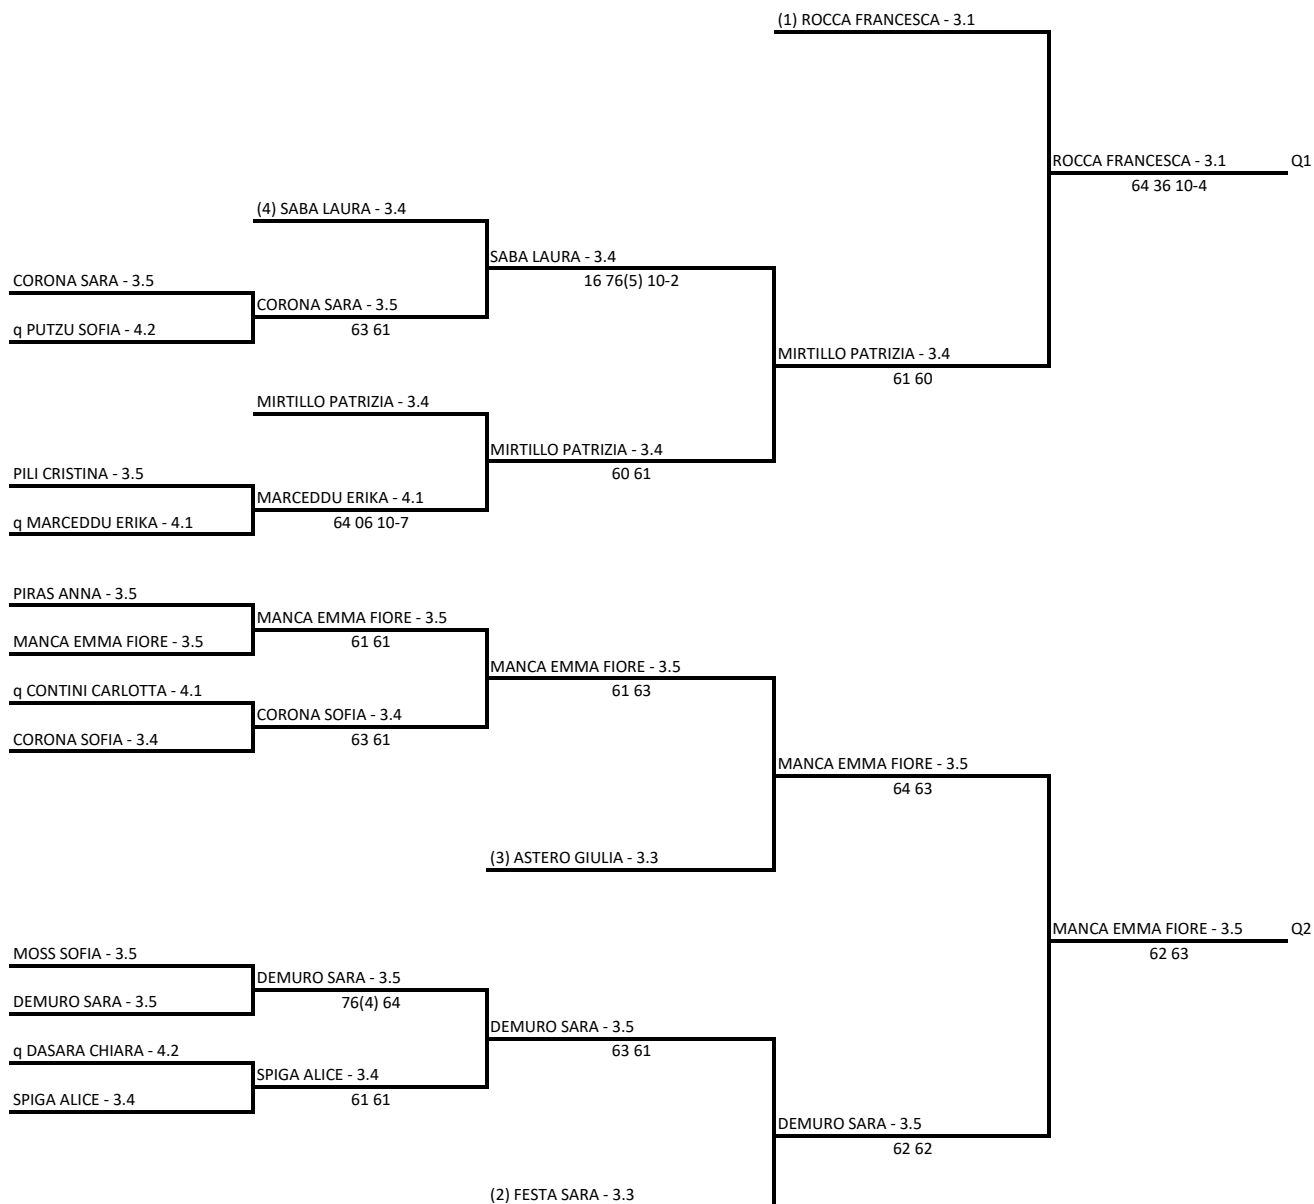 (1) ROCCA FRANCESCA - 3.1
ROCCA FRANCESCA - 3.1 Q1
64 36 10-4
(4) SABA LAURA - 3.4
SABA LAURA - 3.4
16 76(5) 10-2
CORONA SARA - 3.5
CORONA SARA - 3.5
63 61
q PUTZU SOFIA - 4.2
MIRTILLO PATRIZIA - 3.4
61 60
MIRTILLO PATRIZIA - 3.4
MIRTILLO PATRIZIA - 3.4
60 61
PILI CRISTINA - 3.5
MARCEDDU ERIKA - 4.1
64 06 10-7
q MARCEDDU ERIKA - 4.1
PIRAS ANNA - 3.5
MANCA EMMA FIORE - 3.5
61 61
MANCA EMMA FIORE - 3.5
MANCA EMMA FIORE - 3.5
61 63
q CONTINI CARLOTTA - 4.1
CORONA SOFIA - 3.4
63 61
CORONA SOFIA - 3.4
MANCA EMMA FIORE - 3.5
64 63
(3) ASTERO GIULIA - 3.3
MANCA EMMA FIORE - 3.5 Q2
62 63
MOSS SOFIA - 3.5
DEMURO SARA - 3.5
76(4) 64
DEMURO SARA - 3.5
DEMURO SARA - 3.5
63 61
q DASARA CHIARA - 4.2
SPIGA ALICE - 3.4
61 61
SPIGA ALICE - 3.4
DEMURO SARA - 3.5
62 62
(2) FESTA SARA - 3.3